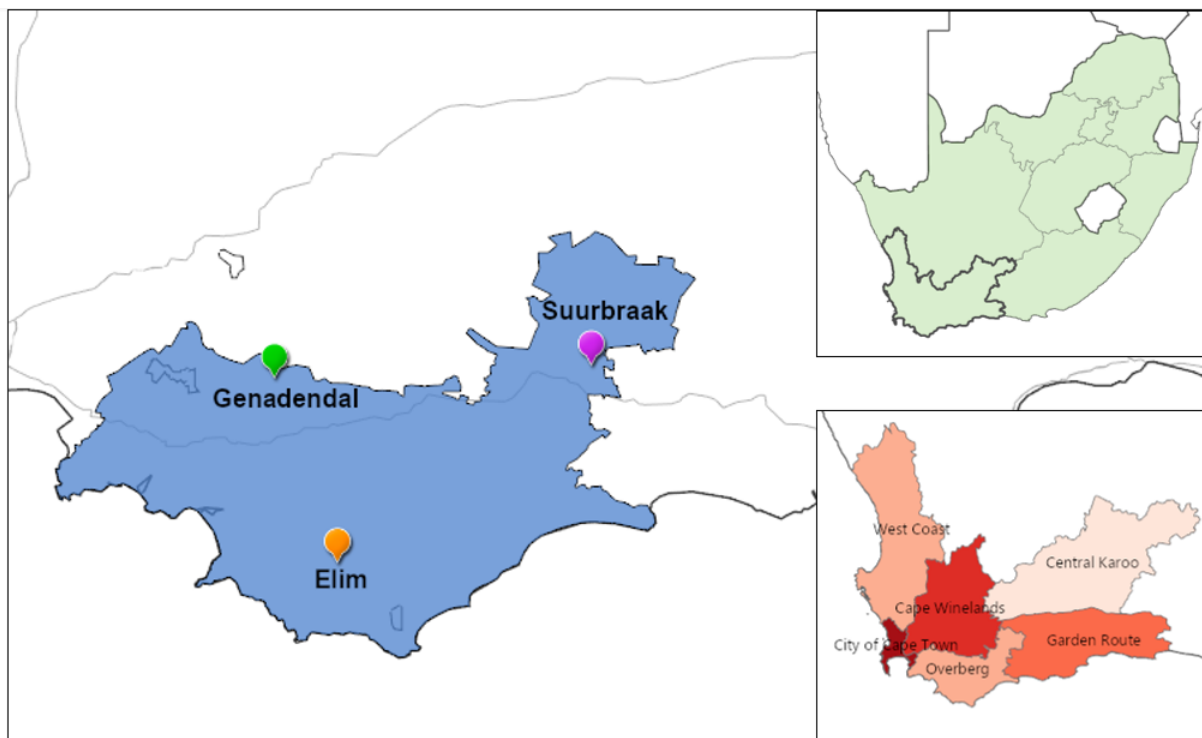 Suurbraak
Genadendal
Elim
West Coast
Central Karoo
Cape Winelands
City of Cape Town
Garden Route
Overberg